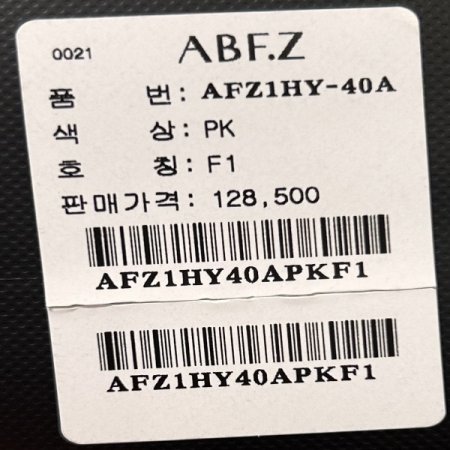 0021 ABF.Z
품 번: AFZ1HY-40A
색 상: PK
호 칭: F1
판매가격: 128,500
AFZ1HY40APKF1
AFZ1HY40APKF1